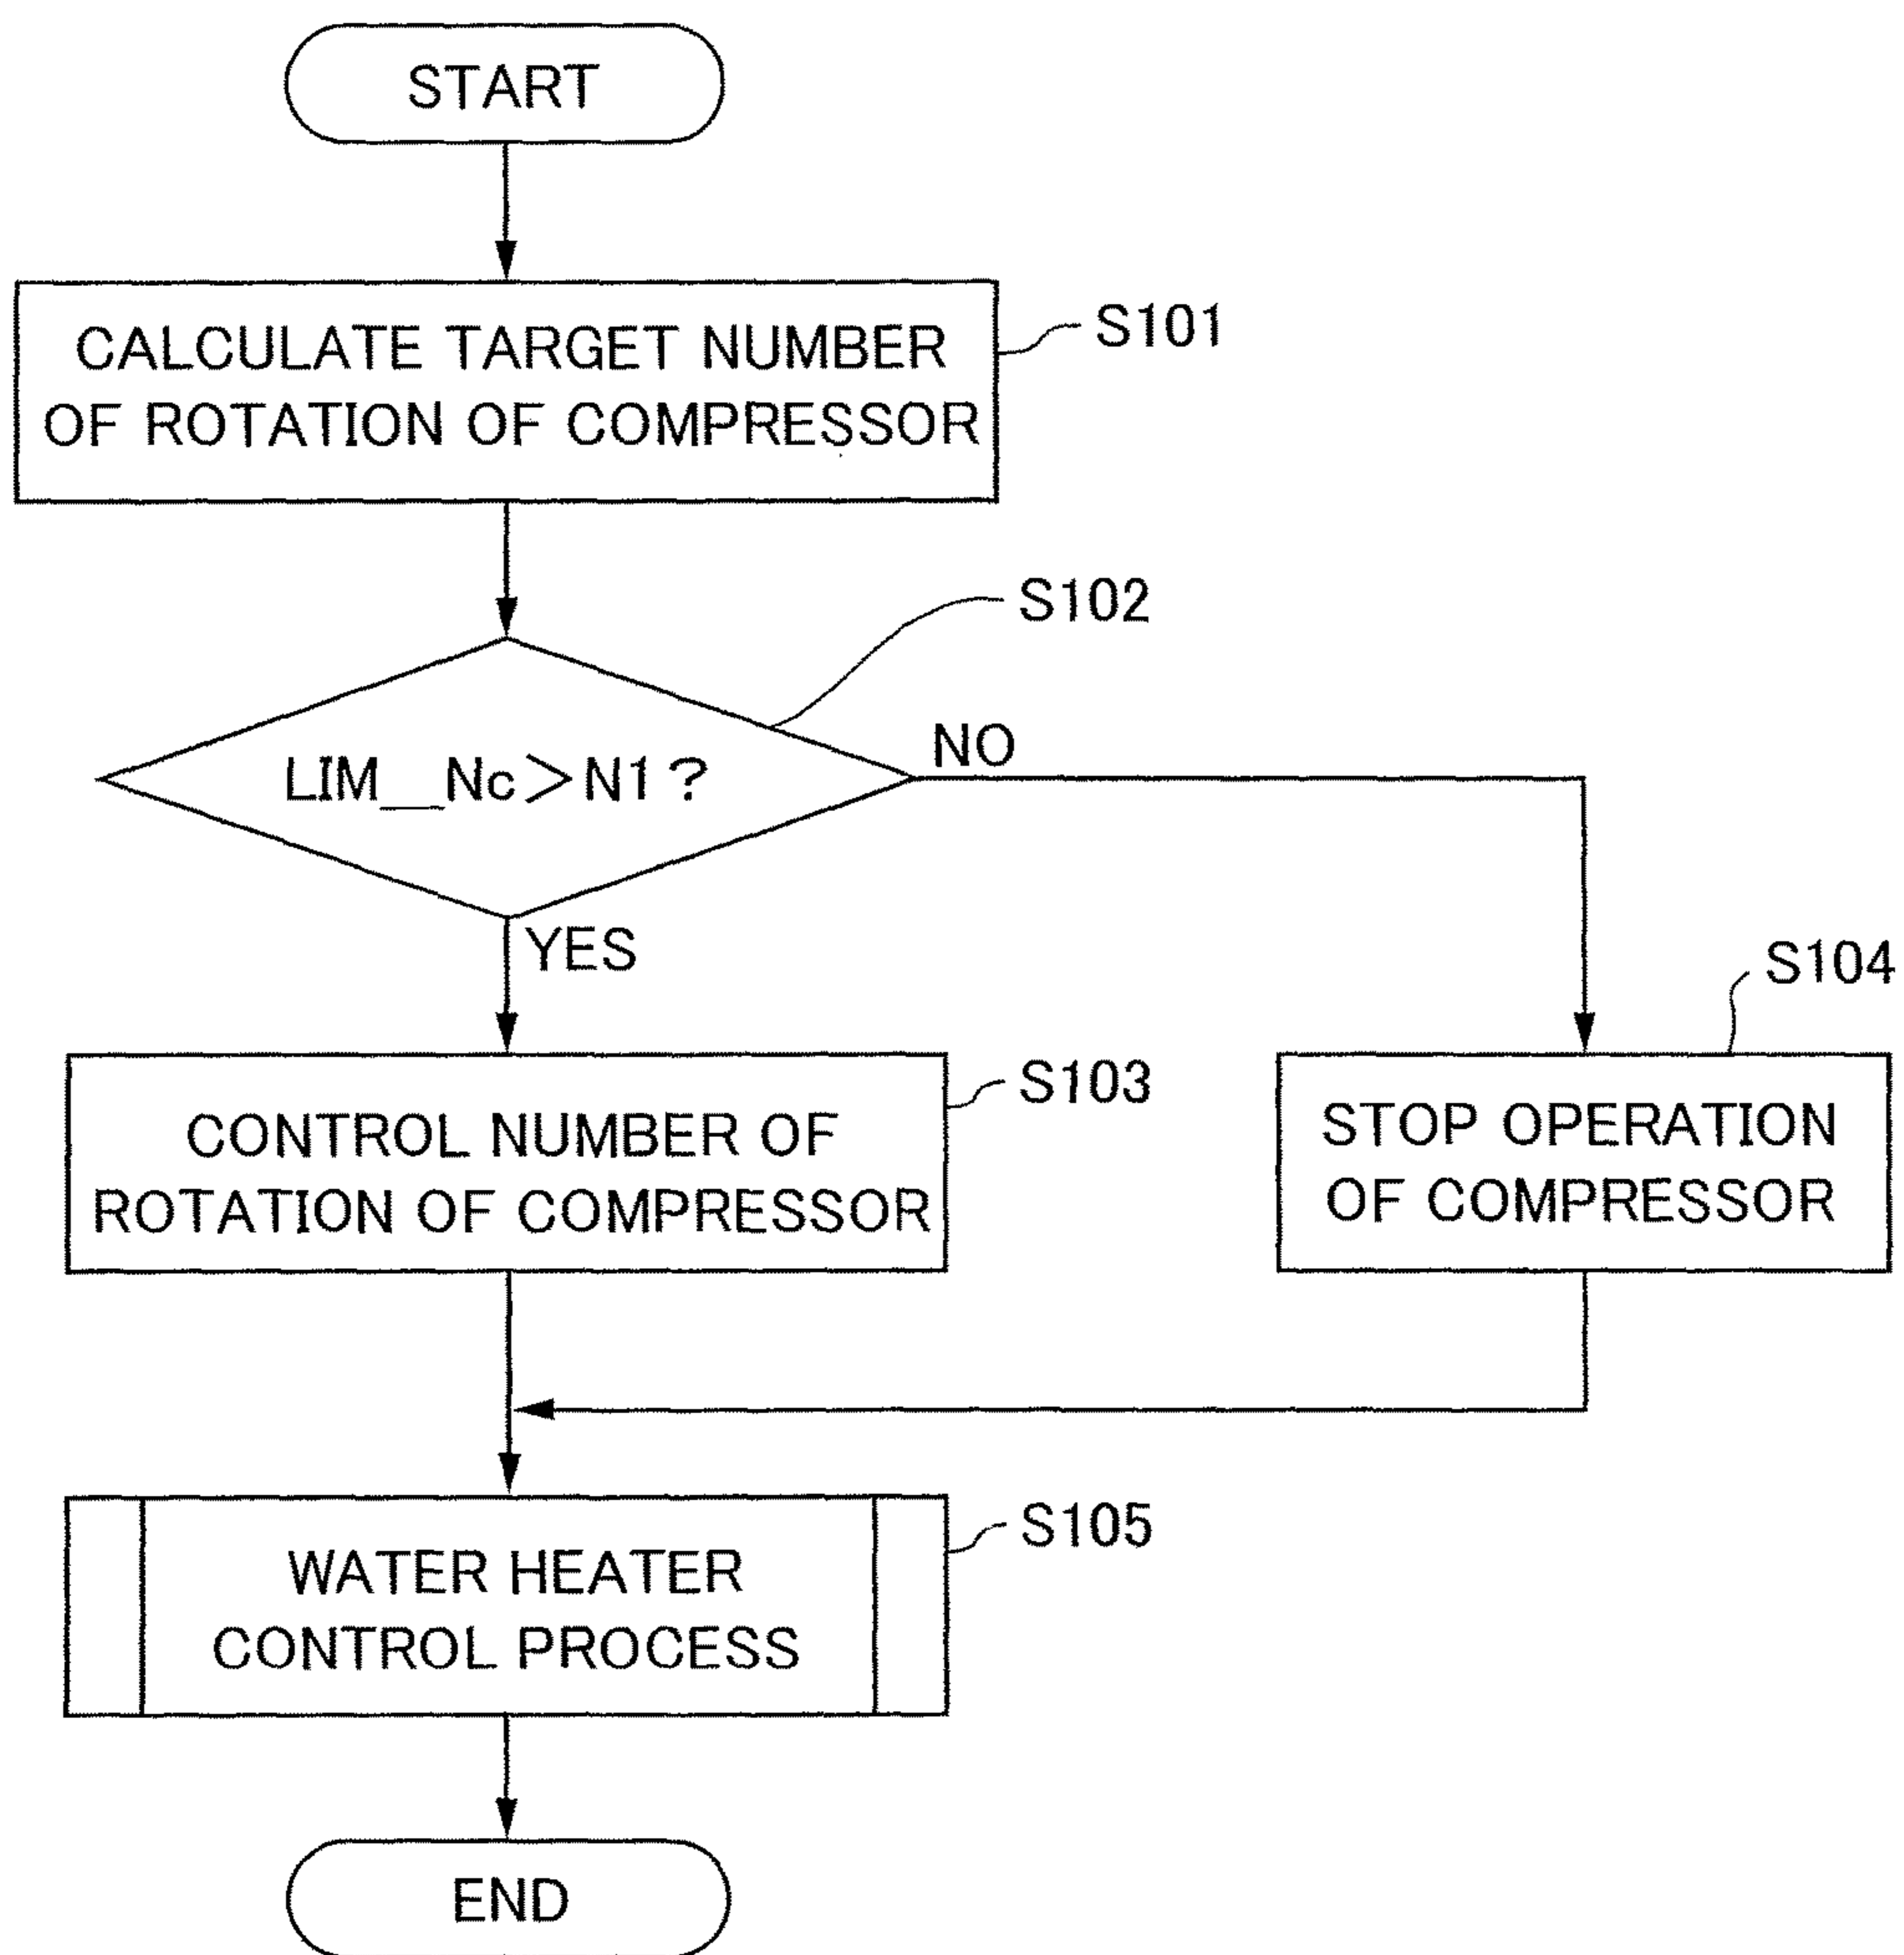 START
CALCULATE TARGET NUMBER
OF ROTATION OF COMPRESSOR
S101
S102
LIM__Nc>N1?
NO
YES
S103
CONTROL NUMBER OF
ROTATION OF COMPRESSOR
S104
STOP OPERATION
OF COMPRESSOR
S105
WATER HEATER
CONTROL PROCESS
END